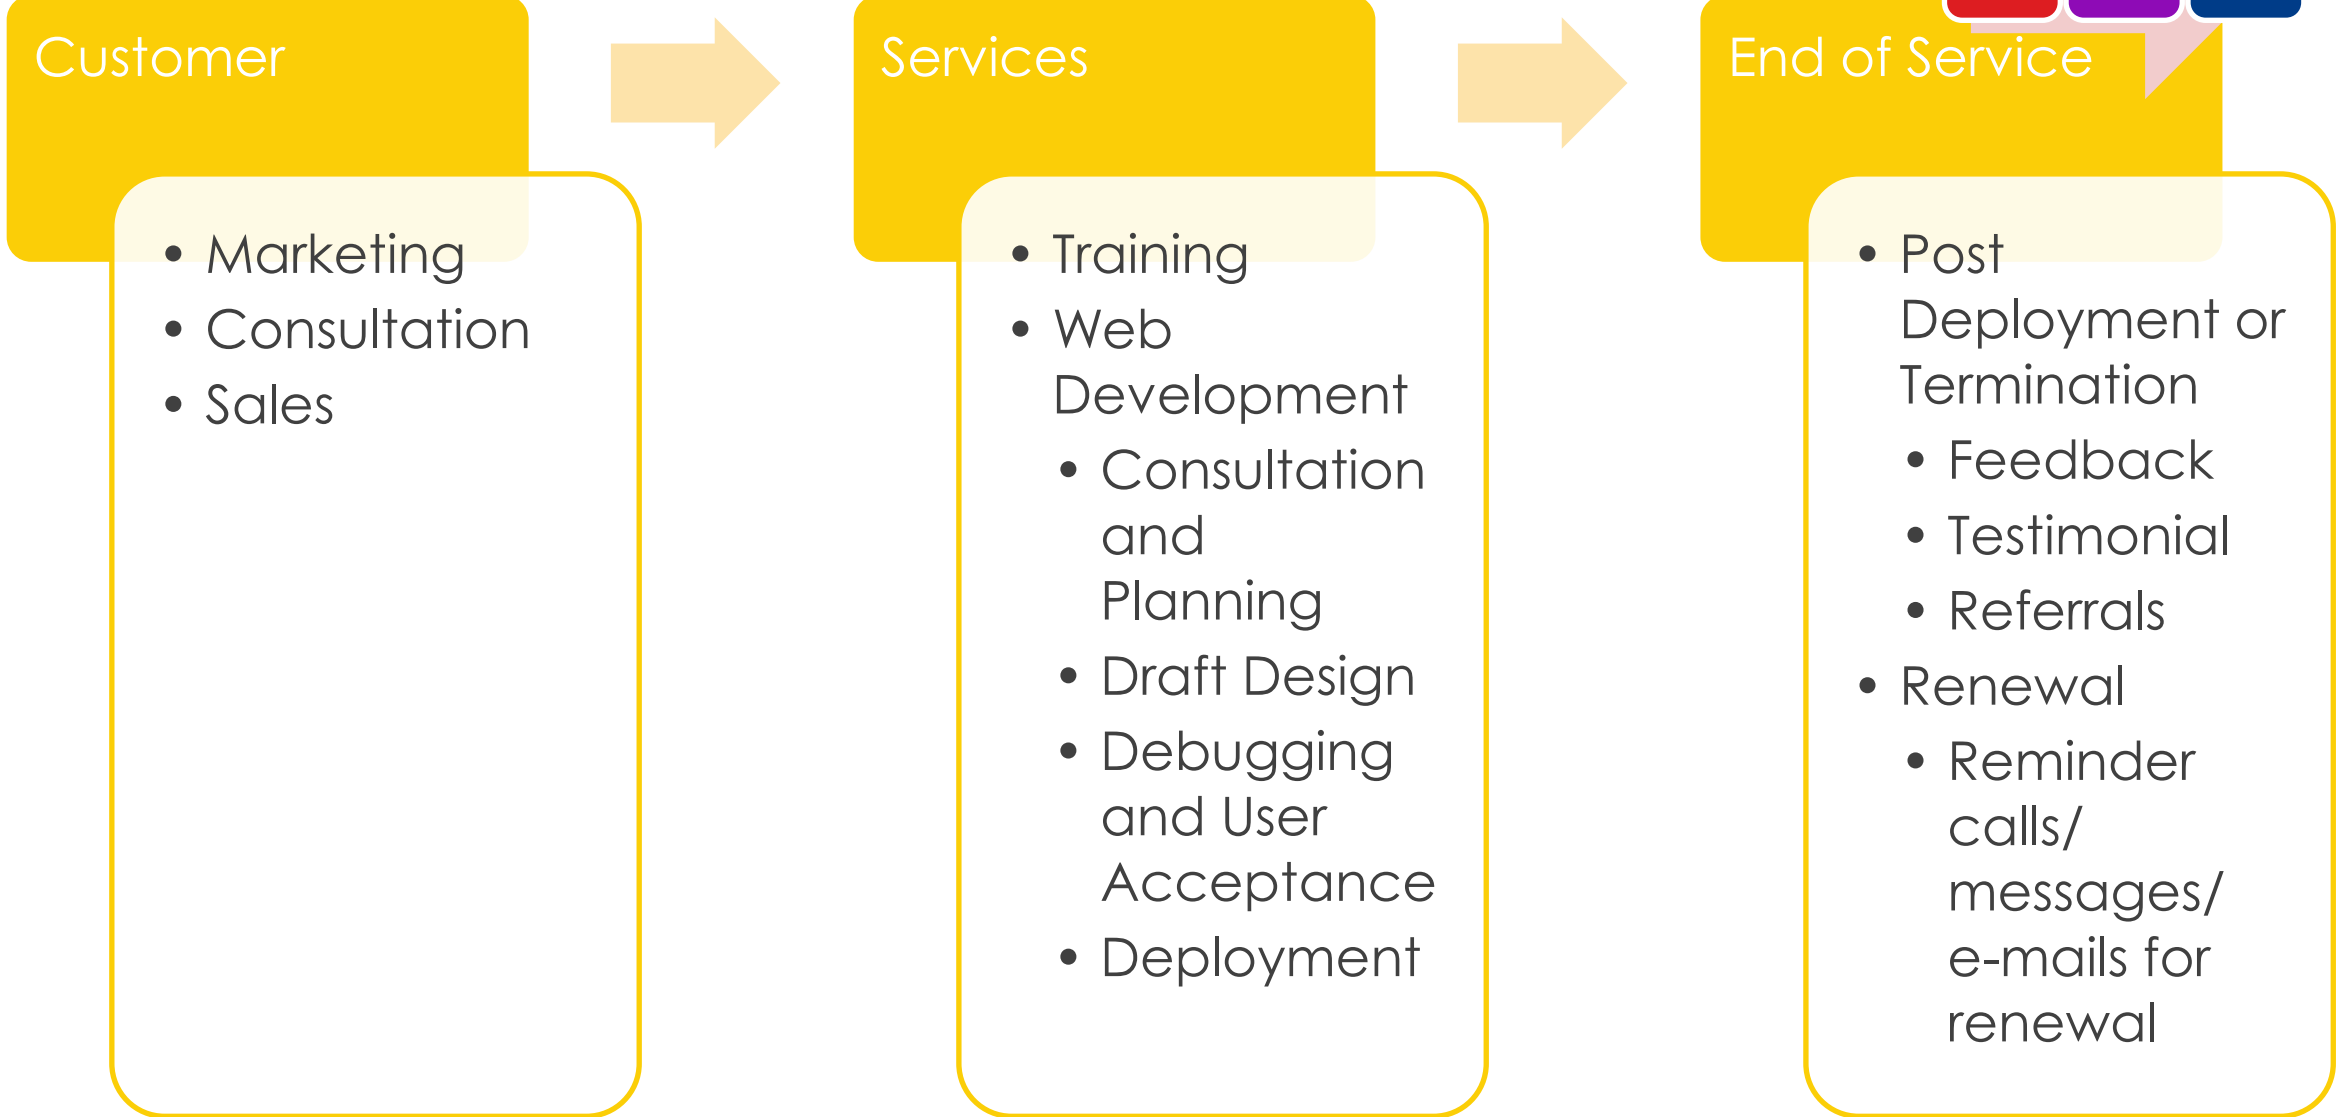 Customer
• Marketing
• Consultation
• Sales
Services
• Training
• Web
Development
• Consultation
and
Planning
• Draft Design
• Debugging
and User
Acceptance
• Deployment
End of Service
• Post
Deployment or
Termination
• Feedback
• Testimonial
• Referrals
• Renewal
• Reminder
calls/
messages/
e-mails for
renewal